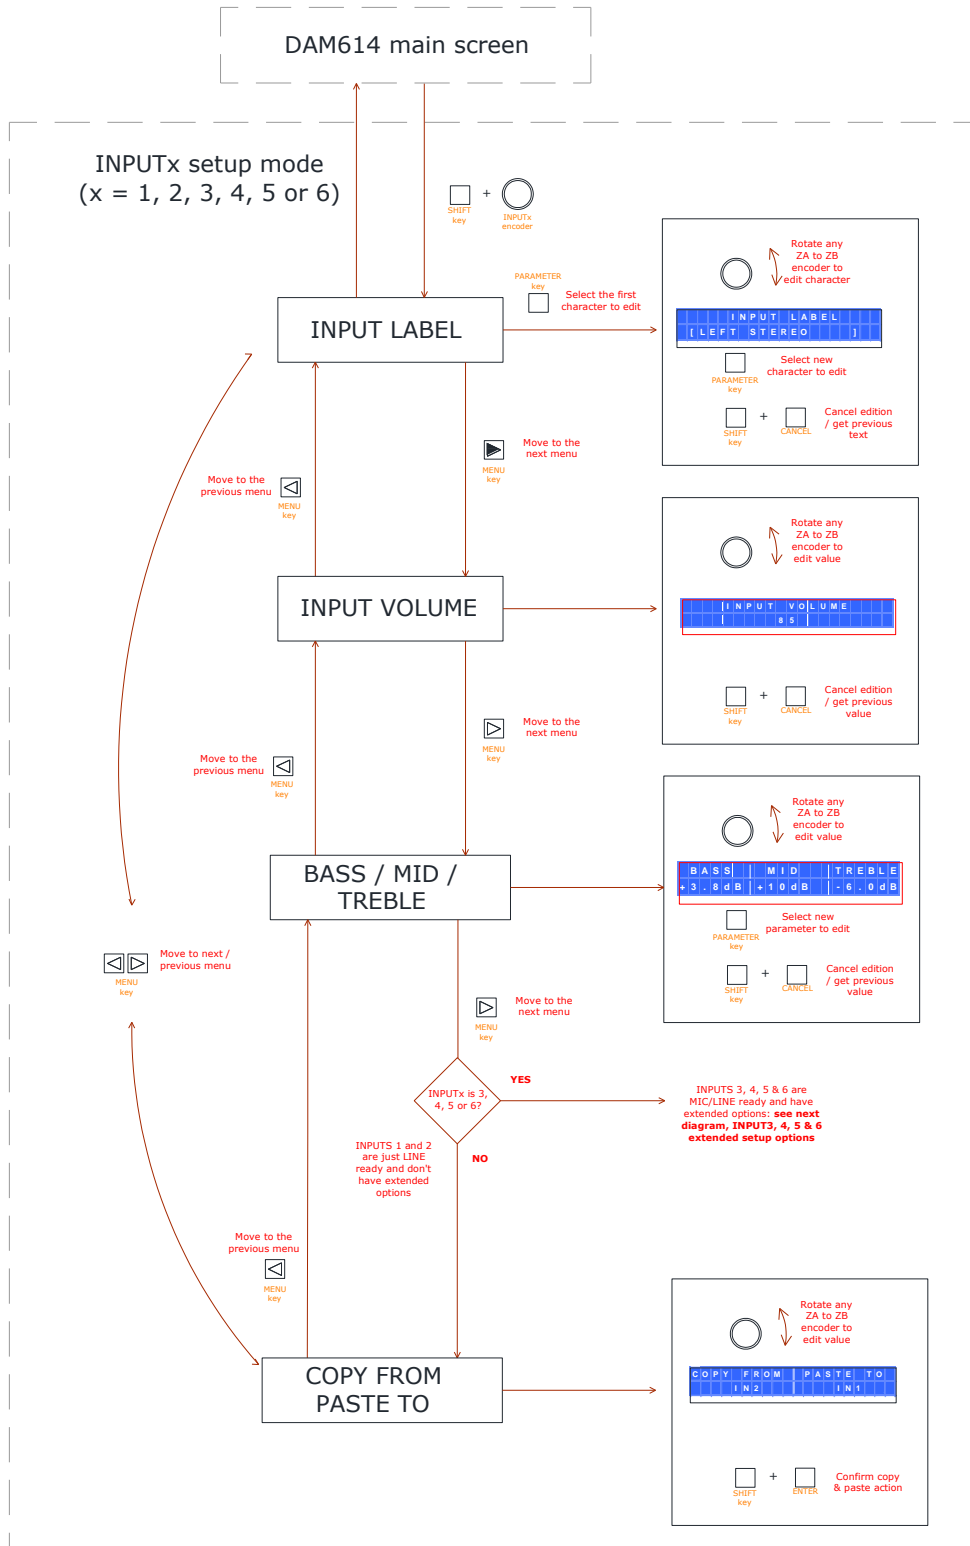 DAM614 main screen
INPUTx setup mode
(x = 1, 2, 3, 4, 5 or 6)
SHIFT
key
+
INPUTx
encoder
PARAMETER
key
Select the first
character to edit
INPUT LABEL
Rotate any
ZA to ZB
encoder to
edit character
INPUT LABEL
[LEFT STEREO ]
PARAMETER
key
Select new
character to edit
SHIFT
key
+
CANCEL
Cancel edition
/ get previous
text
Move to the
next menu
MENU
key
Move to the
previous menu
MENU
key
INPUT VOLUME
Rotate any
ZA to ZB
encoder to
edit value
INPUT VOLUME
85
SHIFT
key
+
CANCEL
Cancel edition
/ get previous
value
Move to the
next menu
MENU
key
Move to the
previous menu
MENU
key
BASS / MID /
TREBLE
Rotate any
ZA to ZB
encoder to
edit value
BASS MID TREBLE
+3.8dB +10dB -6.0dB
PARAMETER
key
Select new
parameter to edit
SHIFT
key
+
CANCEL
Cancel edition
/ get previous
value
Move to next /
previous menu
MENU
key
Move to the
next menu
MENU
key
INPUTx is 3,
4, 5 or 6?
YES
INPUTS 3, 4, 5 & 6 are
MIC/LINE ready and have
extended options: see next
diagram, INPUT3, 4, 5 & 6
extended setup options
NO
INPUTS 1 and 2
are just LINE
ready and don't
have extended
options
Move to the
previous menu
MENU
key
COPY FROM
PASTE TO
Rotate any
ZA to ZB
encoder to
edit value
COPY FROM PASTE TO
IN2 IN1
SHIFT
key
+
ENTER
Confirm copy
& paste action